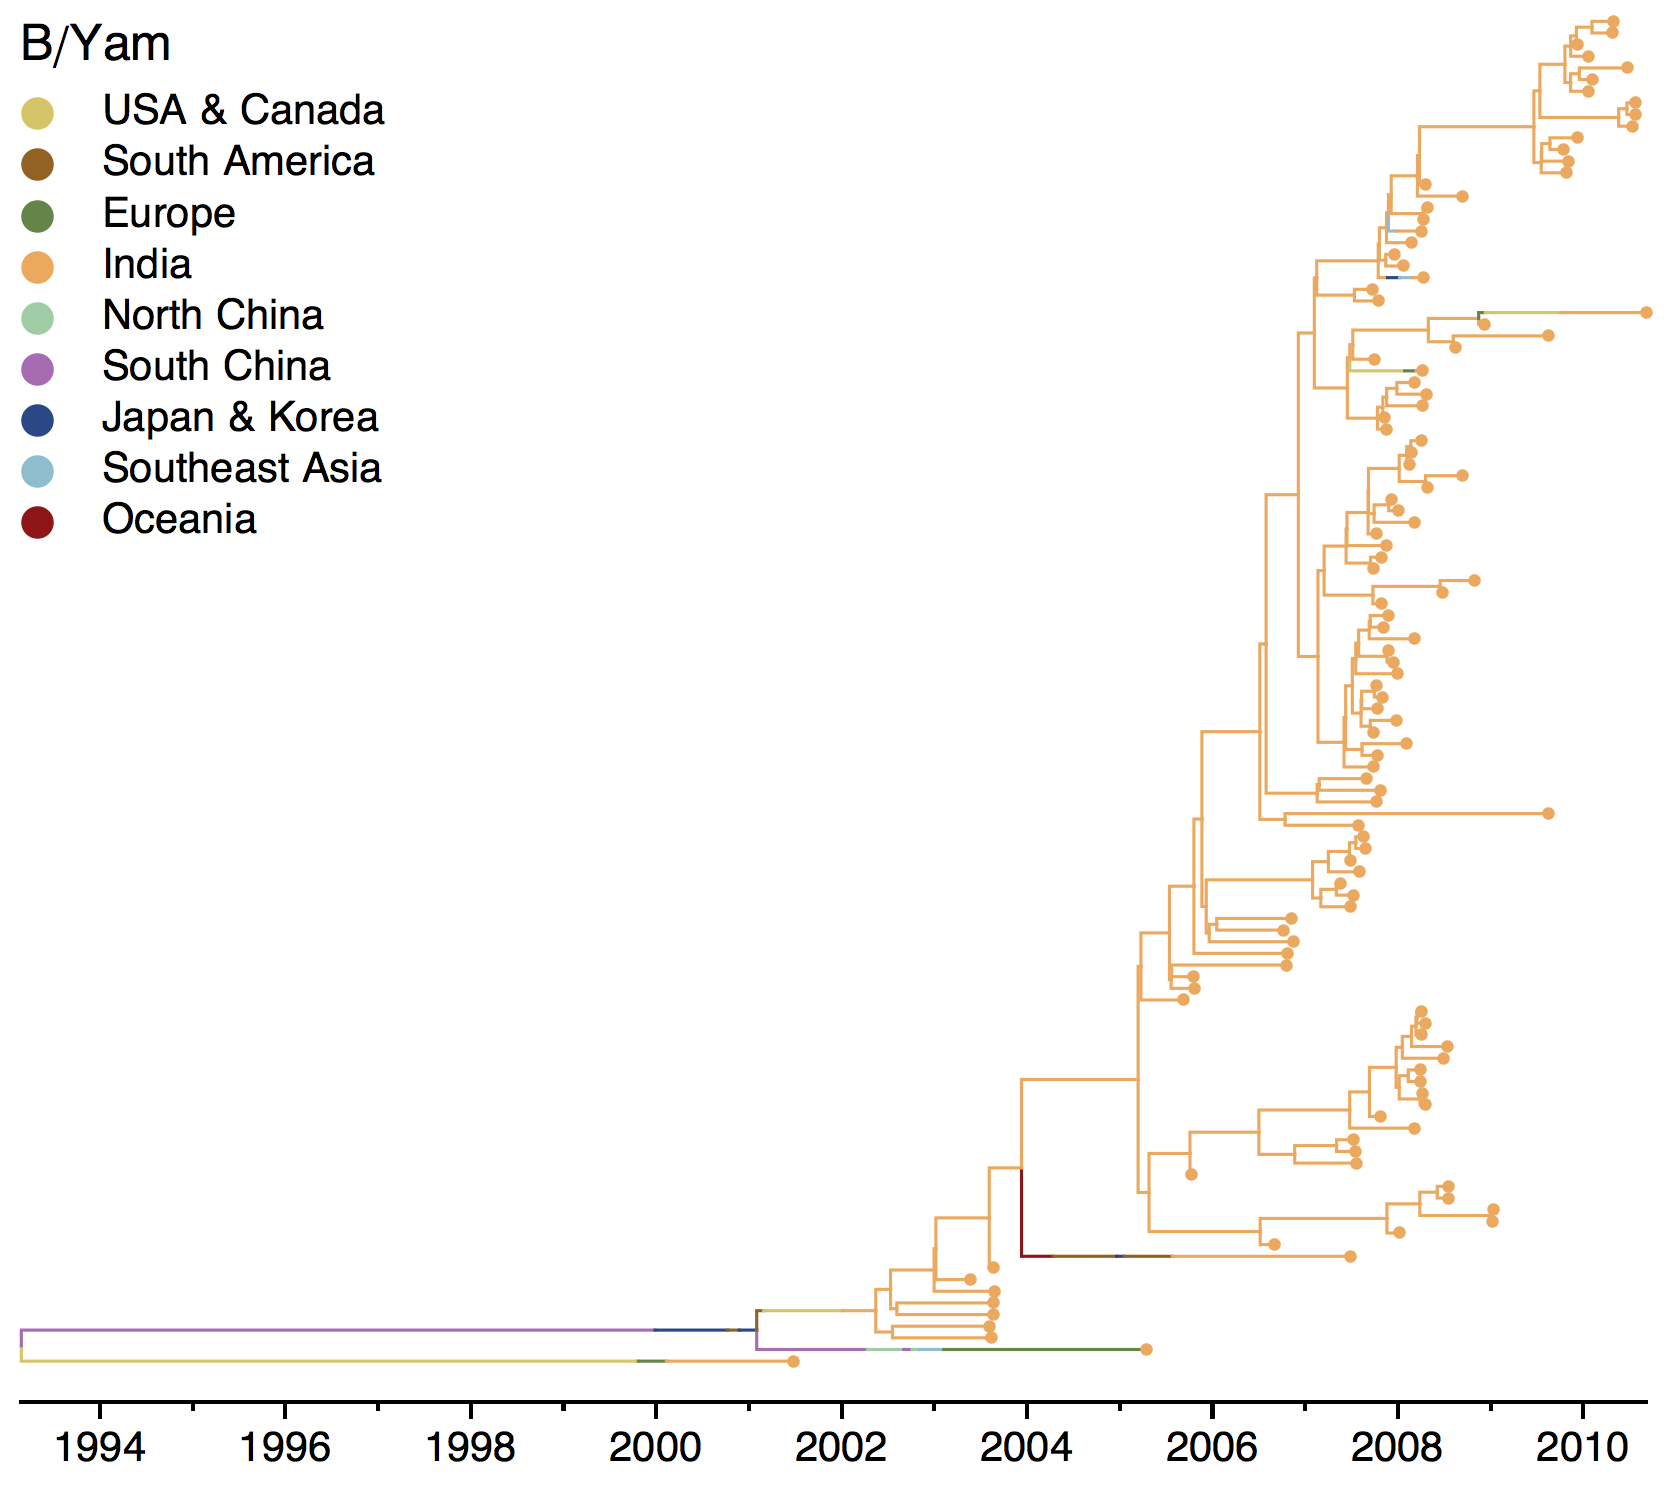 B/Yam
USA & Canada
South America
Europe
India
North China
South China
Japan & Korea
Southeast Asia
Oceania
1994 1996 1998 2000 2002 2004 2006 2008 2010